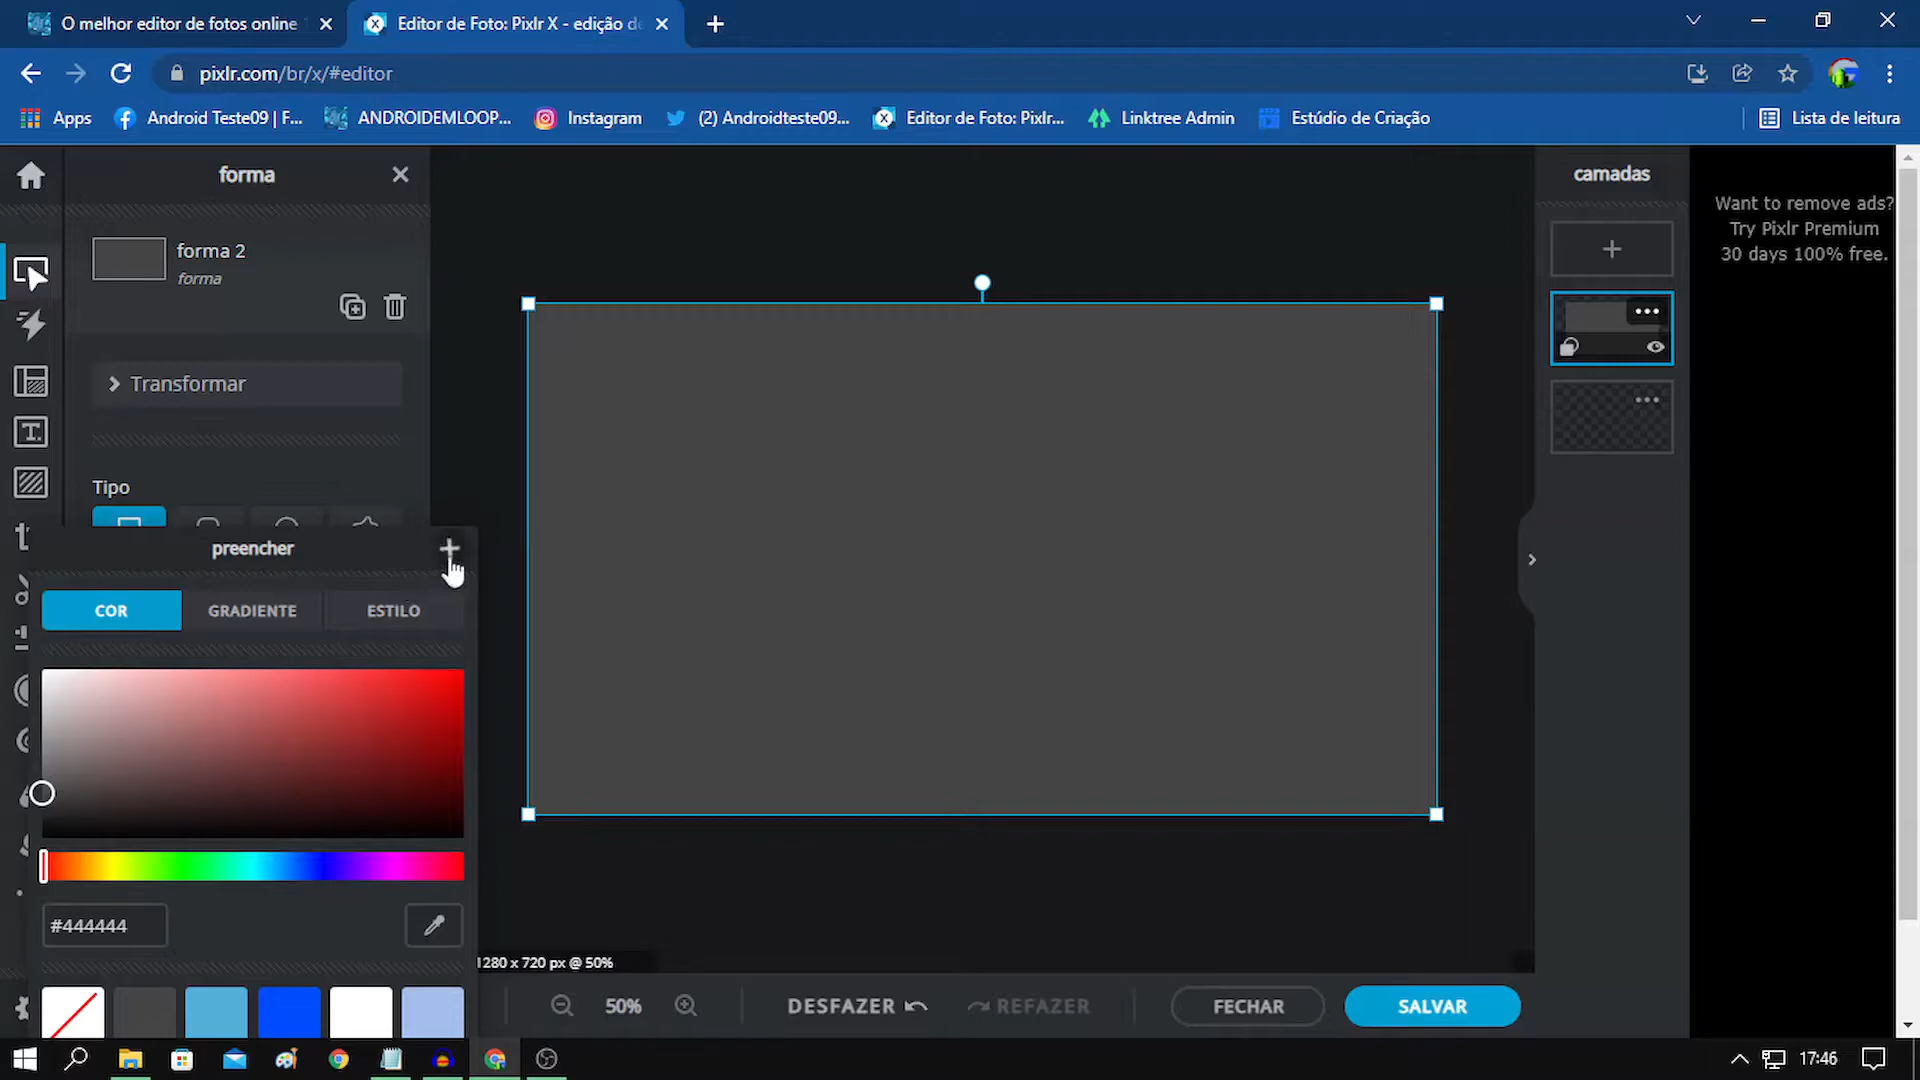 O melhor editor de fotos online
Editor de Foto: Pixlr X - edição de
pixlr.com/br/x/#editor
Apps
Android Teste09 | F...
ANDROIDEMLOOP...
Instagram
(2) Androidteste09...
Editor de Foto: Pixlr...
Linktree Admin
Estúdio de Criação
Lista de leitura
forma
forma 2
forma
Transformar
Tipo
preencher
COR
GRADIENTE
ESTILO
#444444
1280 x 720 px @ 50%
50%
DESFAZER
REFAZER
FECHAR
SALVAR
camadas
Want to remove ads?
Try Pixlr Premium
30 days 100% free.
17:46